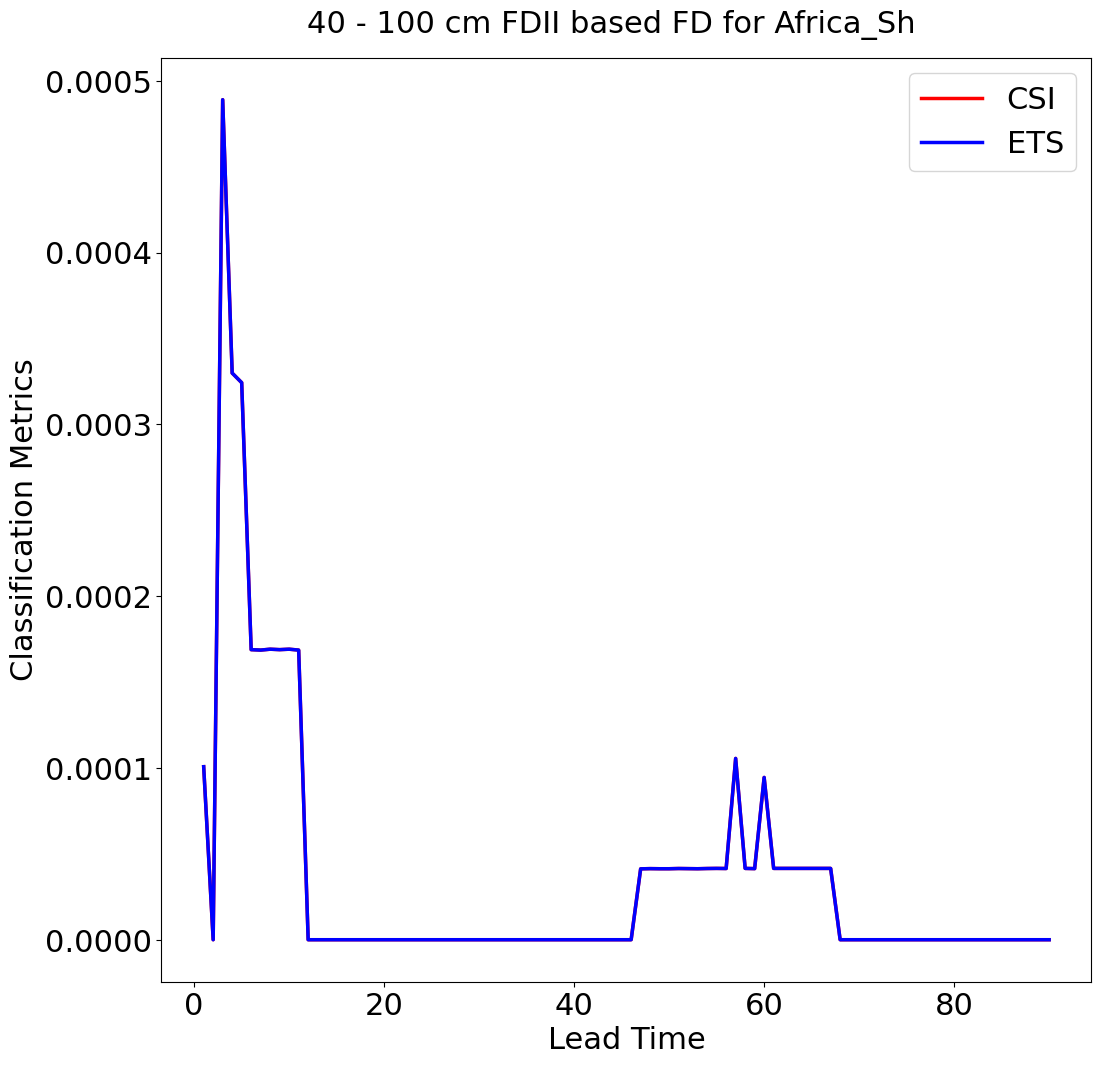 40 - 100 cm FDII based FD for Africa_Sh
CSI
ETS
Classification Metrics
0.0005
0.0004
0.0003
0.0002
0.0001
0.0000
0
20
40
60
80
Lead Time